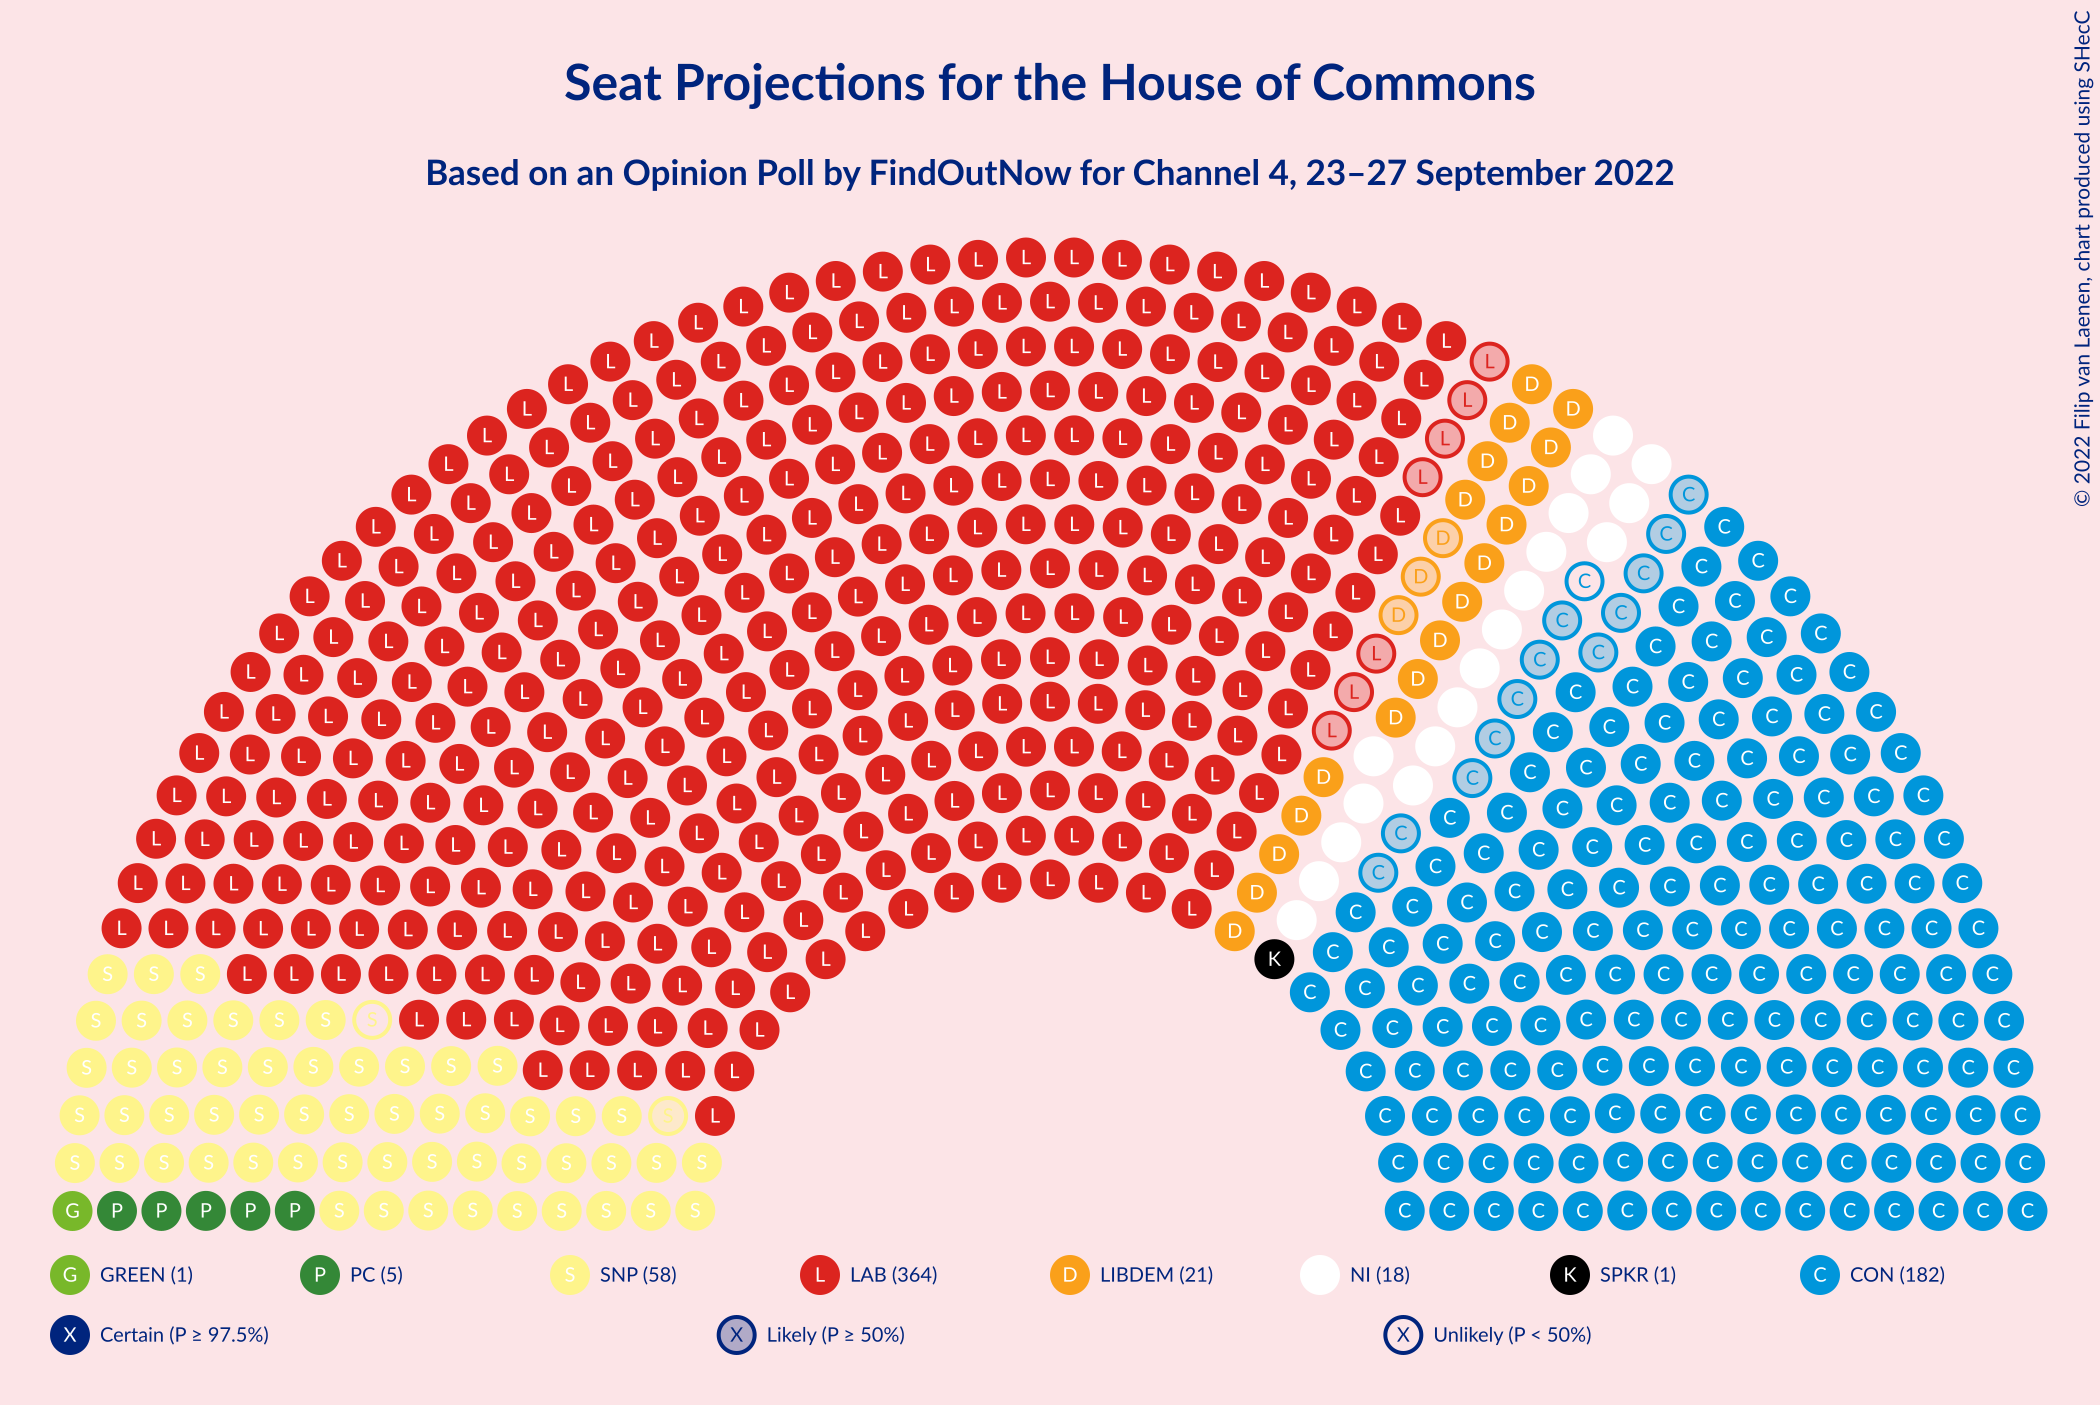 Seat Projections for the House of Commons
Based on an Opinion Poll by FindOutNow for Channel 4, 23–27 September 2022
© 2022 Filip van Laenen, chart produced using SHecC
G GREEN (1) P PC (5) S SNP (58) L LAB (364) D LIBDEM (21) NI (18) K SPKR (1) C CON (182)
X Certain (P ≥ 97.5%) X Likely (P ≥ 50%) X Unlikely (P < 50%)